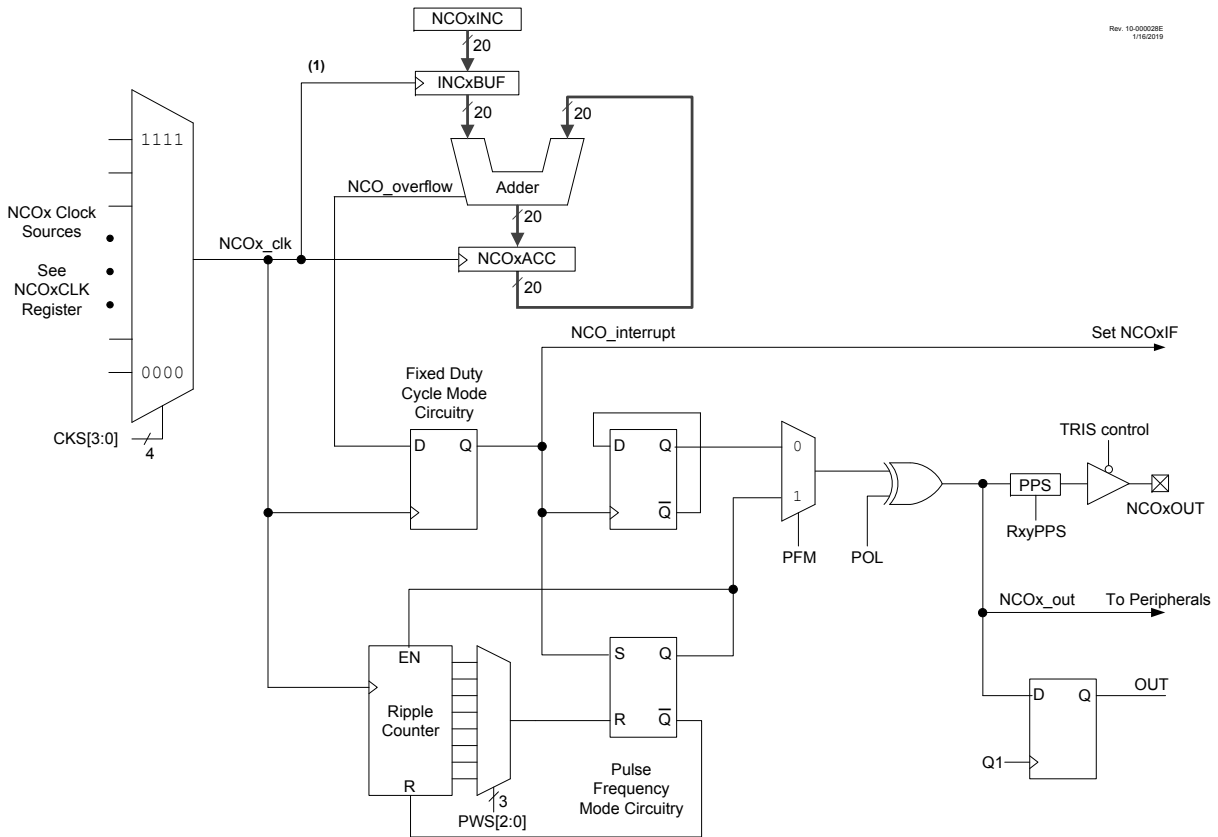 NCOxINC
20
Rev. 10-000028E
1/16/2019
(1)
INCxBUF
20
20
1111
Adder
NCO_overflow
20
NCOx Clock
Sources
See
NCOxCLK
Register
NCOx_clk
NCOxACC
20
NCO_interrupt
Set NCOxIF
0000
CKS[3:0]
4
Fixed Duty
Cycle Mode
Circuitry
D
Q
D
Q
Q
0
1
PFM
POL
TRIS control
PPS
RxyPPS
NCOxOUT
NCOx_out
To Peripherals
EN
Ripple
Counter
R
PWS[2:0]
3
S
Q
R
Q
Pulse
Frequency
Mode Circuitry
D
Q
OUT
Q1